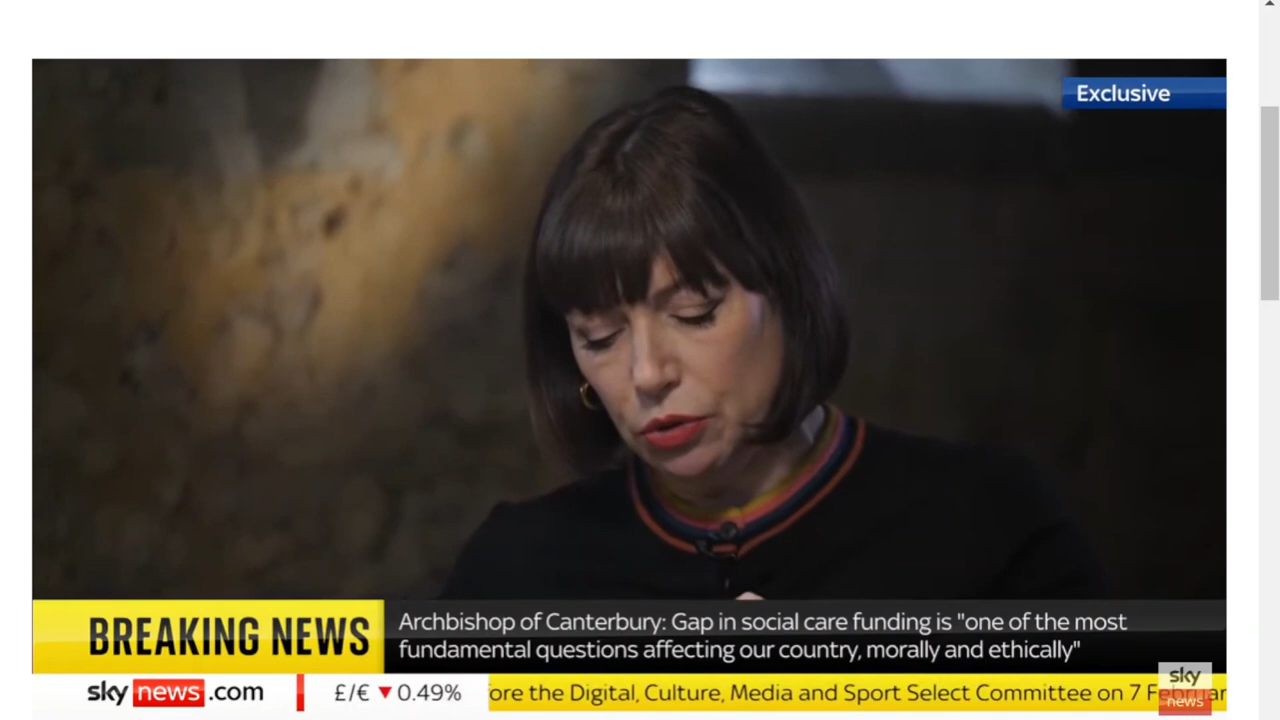 Exclusive
BREAKING NEWS
Archbishop of Canterbury: Gap in social care funding is "one of the most
fundamental questions affecting our country, morally and ethically"
sky news .com
£/€ ▼ 0.49%
ore the Digital, Culture, Media and Sport Select Committee on 7
sky
news